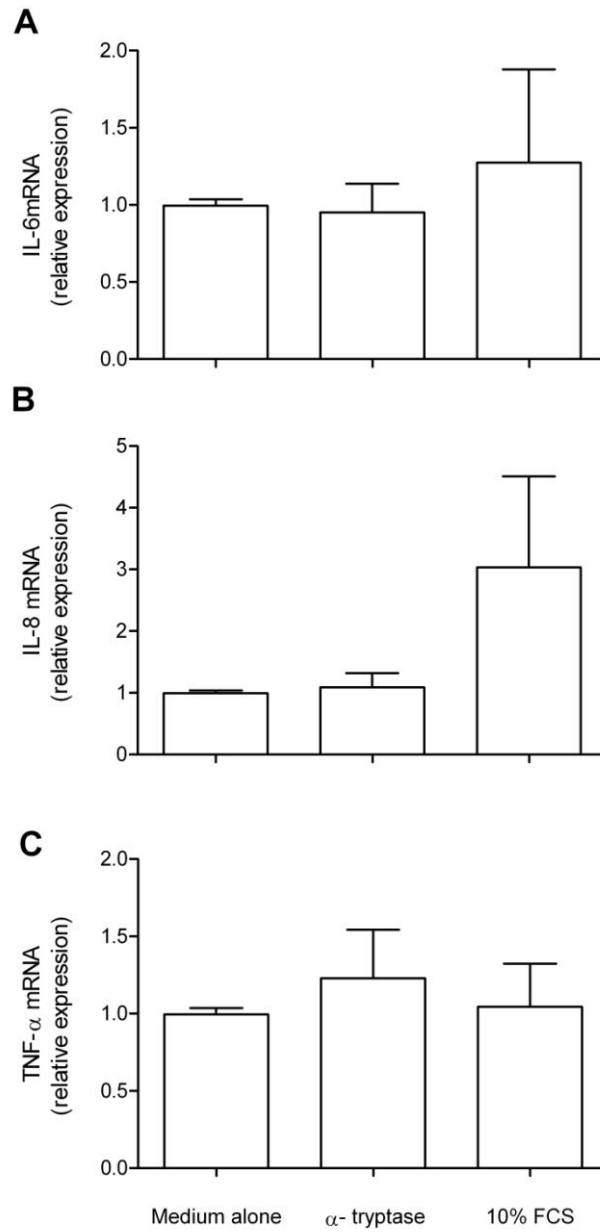 A
IL-6mRNA
(relative expression)
2.0
1.5
1.0
0.5
0.0
B
IL-8 mRNA
(relative expression)
5
4
3
2
1
0
C
TNF-α mRNA
(relative expression)
2.0
1.5
1.0
0.5
0.0
Medium alone α- tryptase 10% FCS